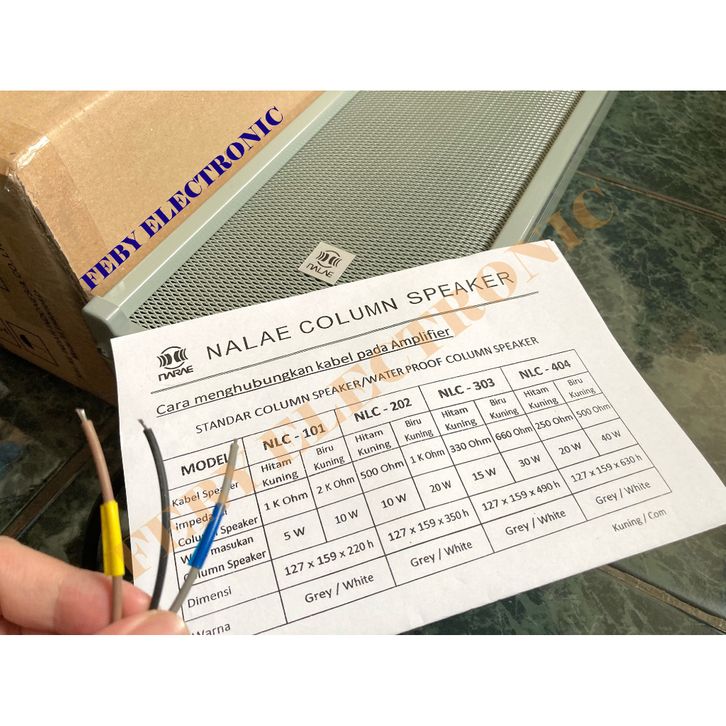 FEBY ELECTRONIC
NALAE
NARAE
NALAE COLUMN SPEAKER
Cara menghubungkan kabel pada Amplifier
STANDAR COLUMN SPEAKER/WATER PROOF COLUMN SPEAKER
MODEL NLC - 101 NLC - 202 NLC - 303 NLC - 404
Kabel Speaker Hitam Kuning Biru Kuning Hitam Kuning Biru Kuning Hitam Kuning Biru Kuning Hitam Kuning Biru Kuning
Column Speaker 1 K Ohm 2 K Ohm 500 Ohm 1 K Ohm 330 Ohm 660 Ohm 250 Ohm 500 Ohm
masukan Column Speaker 5 W 10 W 10 W 20 W 15 W 30 W 20 W 40 W
Dimensi 127 x 159 x 220 h 127 x 159 x 350 h 127 x 159 x 490 h 127 x 159 x 630 h
Warna Grey / White Grey / White Grey / White Grey / White
Kuning / Com
FEBY ELECTRONIC